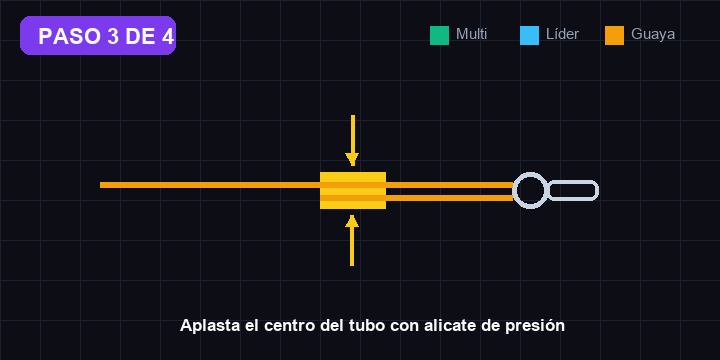 PASO 3 DE 4
Multi
Líder
Guaya
Aplasta el centro del tubo con alicate de presión